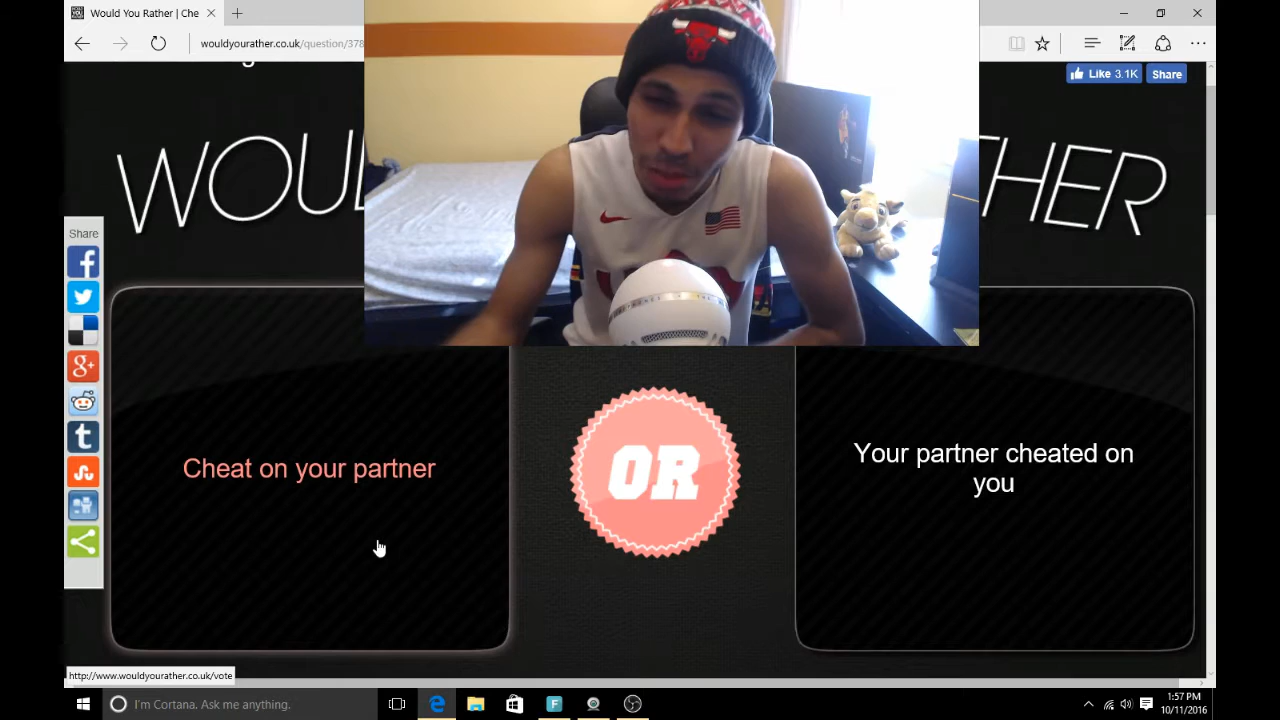 Would You Rather | Che
wouldyourather.co.uk/question/378
Like 3.1K
Share
WOUL
THER
Share
Cheat on your partner
OR
Your partner cheated on
you
http://www.wouldyourather.co.uk/vote
I'm Cortana. Ask me anything.
1:57 PM
10/11/2016